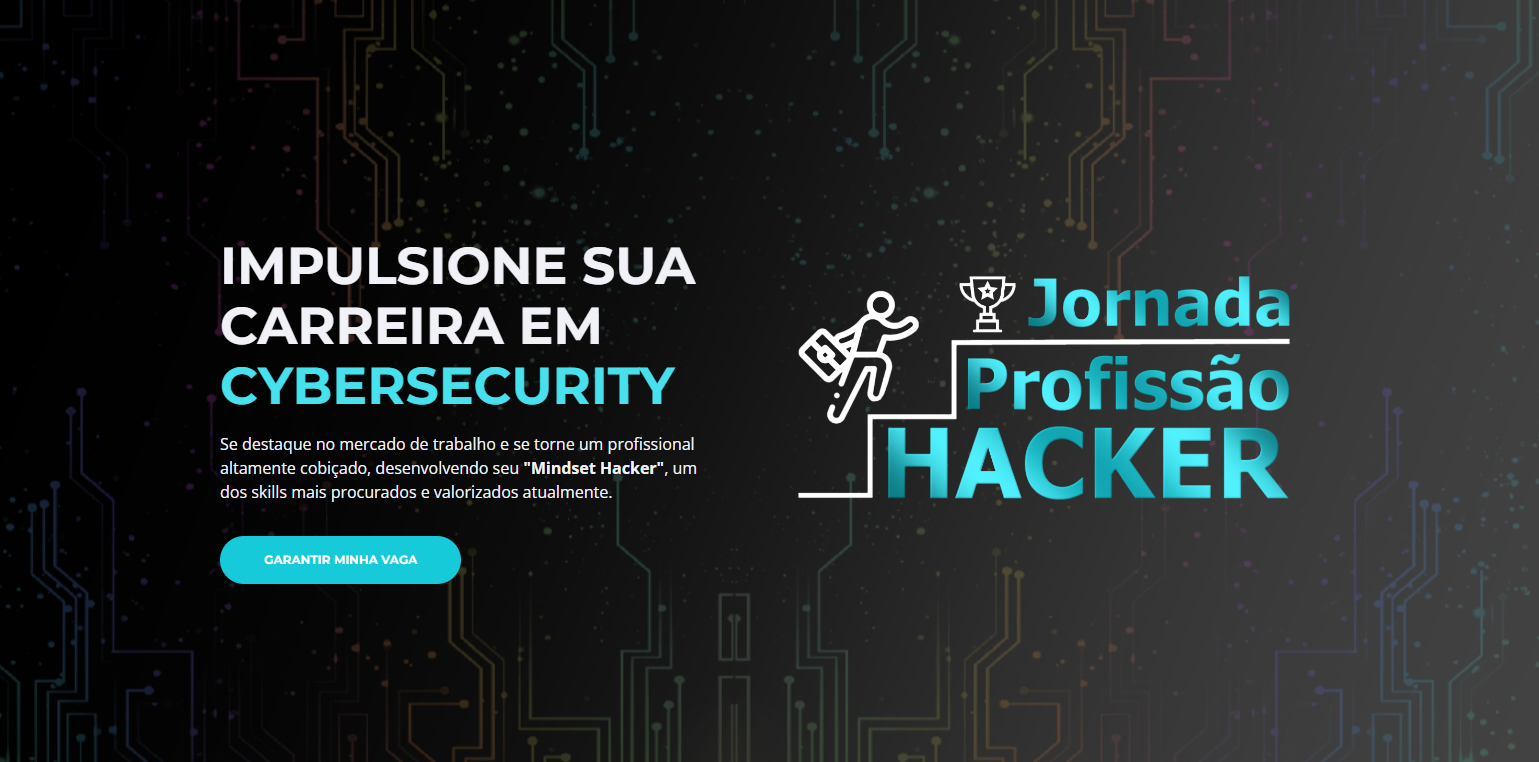 IMPULSIONE SUA
CARREIRA EM
CYBERSECURITY
Se destaque no mercado de trabalho e se torne um profissional
altamente cobiçado, desenvolvendo seu "Mindset Hacker", um
dos skills mais procurados e valorizados atualmente.
GARANTIR MINHA VAGA
Jornada
Profissão
HACKER